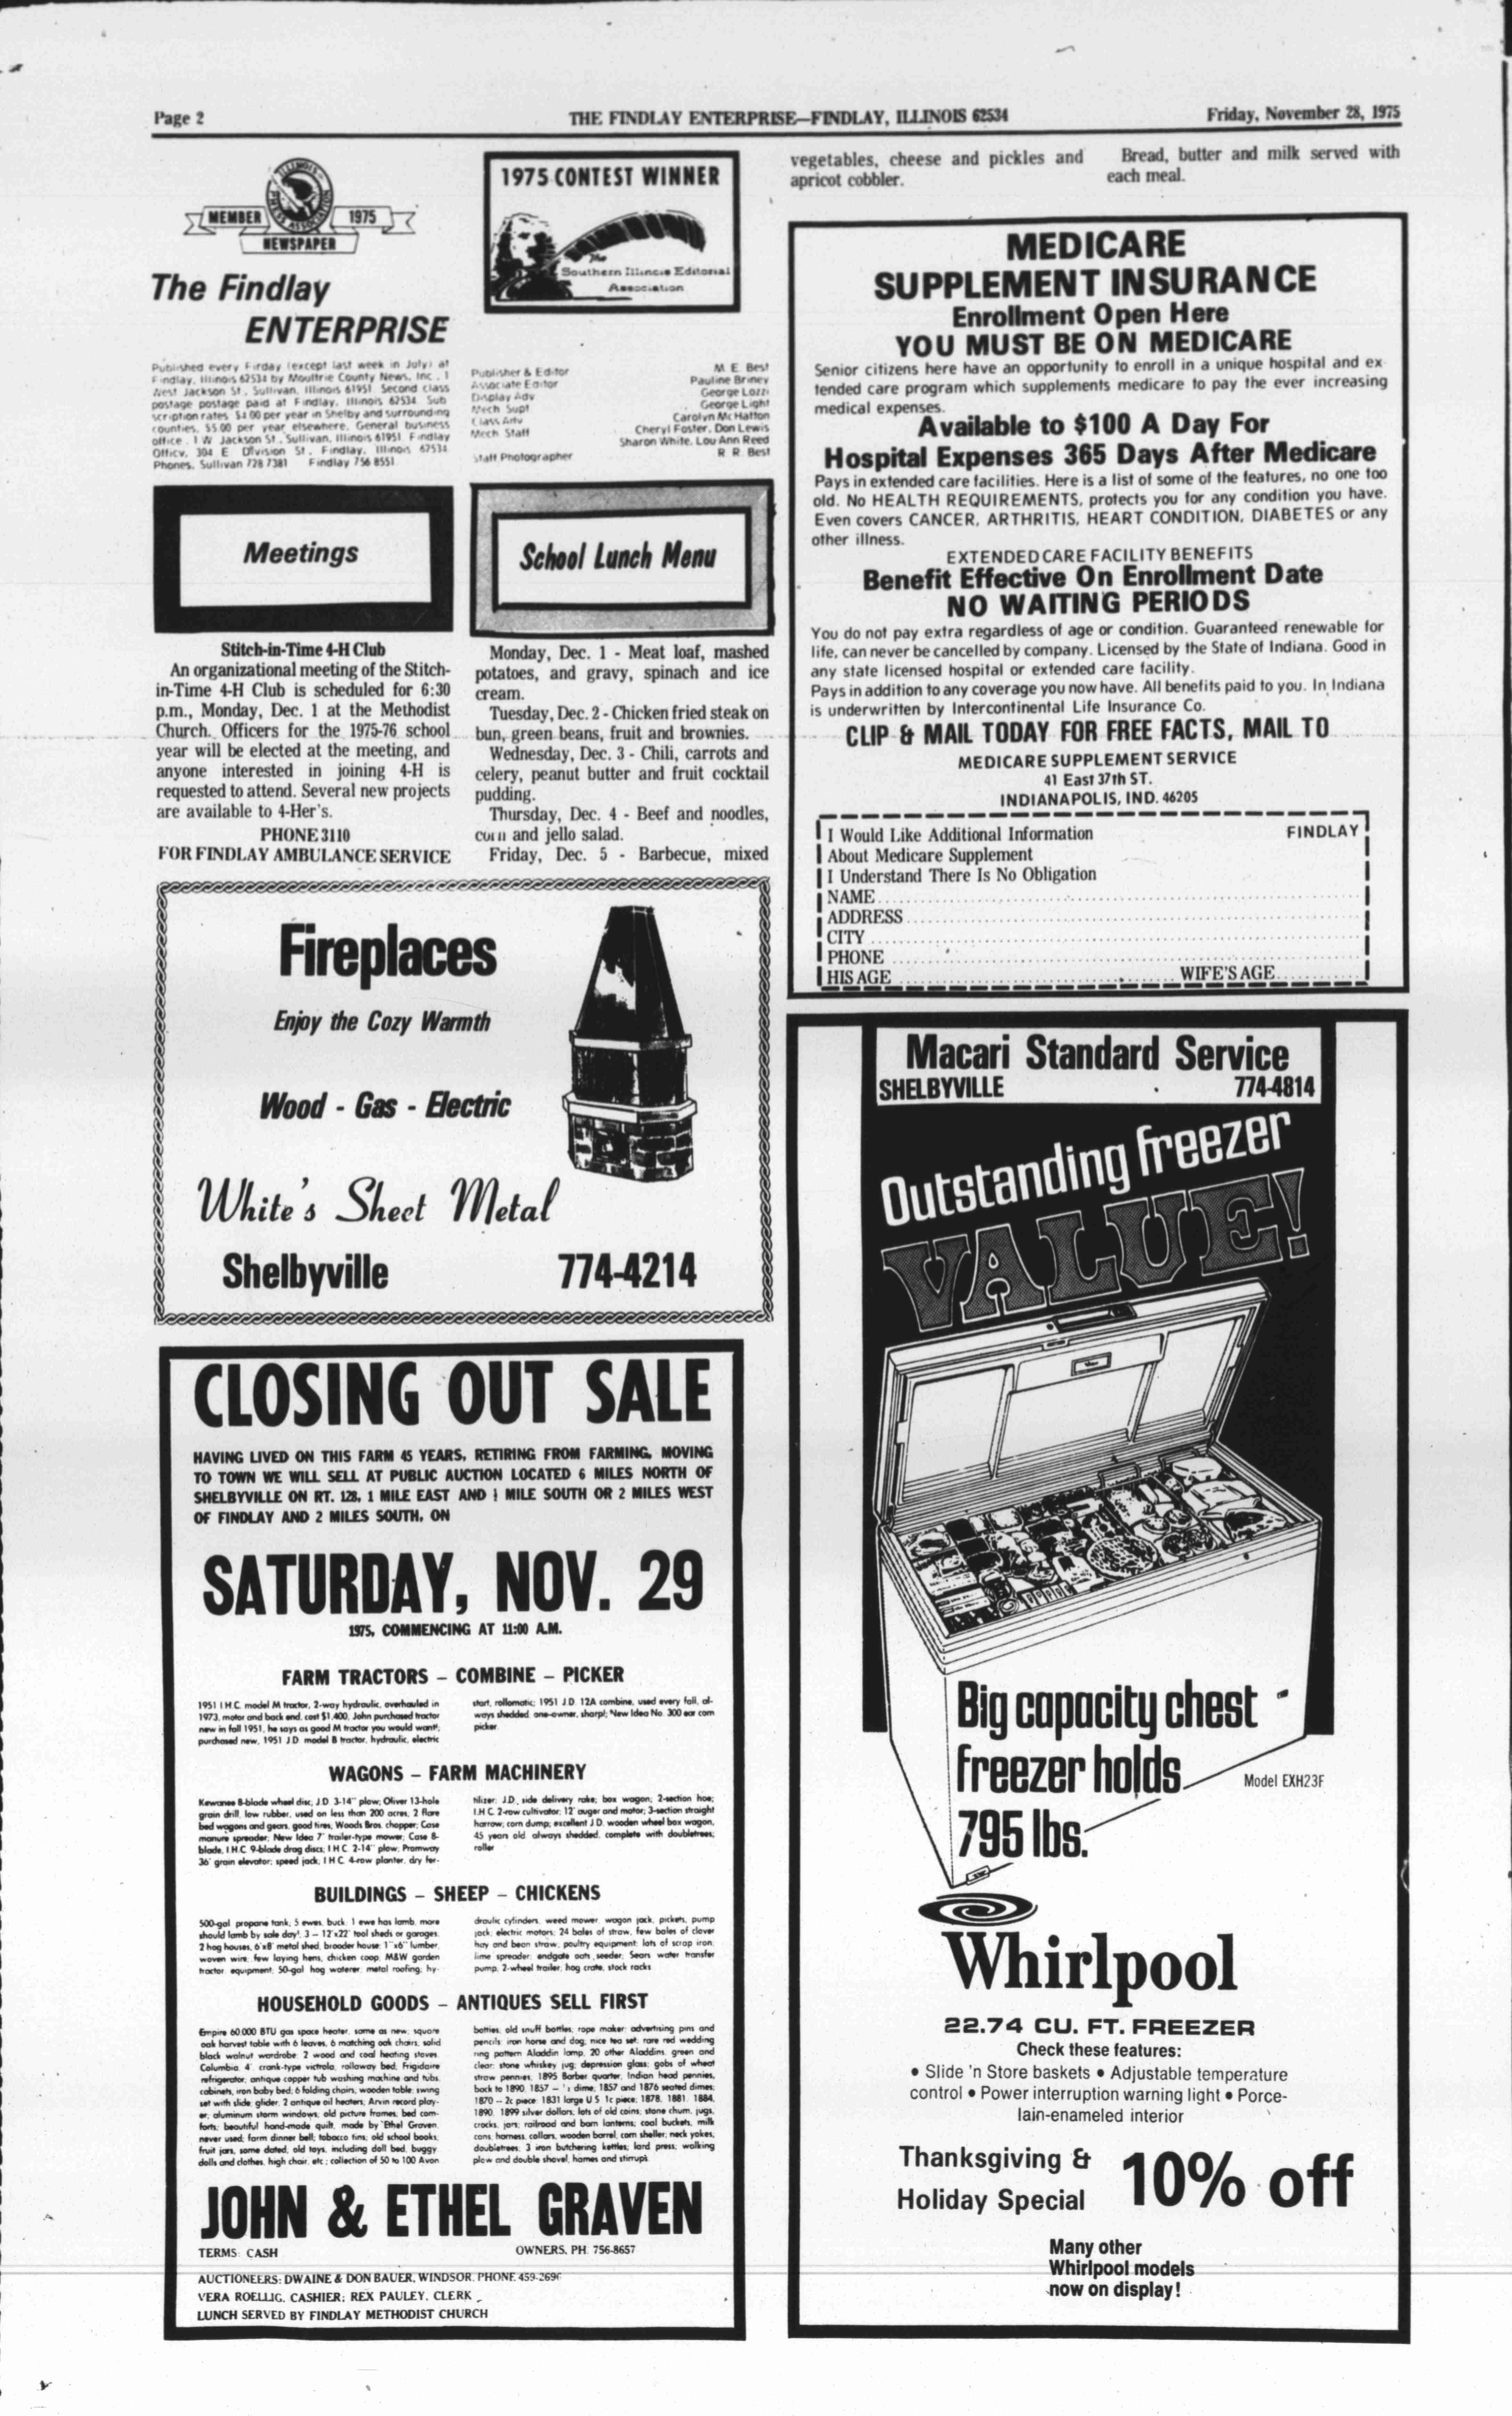 Page 2
THE FINDLAY ENTERPRISE—FINDLAY, ILLINOIS 62534
Friday, November 28, 1975
ILLINOIS
PRESS ASSOCIATION
MEMBER
1975
NEWSPAPER
The Findlay
ENTERPRISE
Published every Firday (except last week in July) at
Findlay, Illinois 62534 by Moultrie County News, Inc., 1
West Jackson St., Sullivan, Illinois 61951. Second class
postage postage paid at Findlay, Illinois 62534. Sub
scription rates $4.00 per year in Shelby and surrounding
counties, $5.00 per year elsewhere. General business
office, 1 W Jackson St., Sullivan, Illinois 61951. Findlay
Officv, 304 E Division St., Findlay, Illinois 62534
Phones, Sullivan 728 7381 Findlay 756 8551
1975 CONTEST WINNER
The
Southern Illinois Editorial
Association
Publisher & Editor M. E. Best
Associate Editor Pauline Briney
Display Adv George Lozzi
Mech Supt George Light
Class Adv Carolyn McHatton
Mech Staff Cheryl Foster, Don Lewis
Sharon White, Lou Ann Reed
Staff Photographer R. R. Best
Meetings
Stitch-in-Time 4-H Club
An organizational meeting of the Stitch-
in-Time 4-H Club is scheduled for 6:30
p.m., Monday, Dec. 1 at the Methodist
Church. Officers for the 1975-76 school
year will be elected at the meeting, and
anyone interested in joining 4-H is
requested to attend. Several new projects
are available to 4-Her's.
PHONE 3110
FOR FINDLAY AMBULANCE SERVICE
School Lunch Menu
Monday, Dec. 1 - Meat loaf, mashed
potatoes, and gravy, spinach and ice
cream.
Tuesday, Dec. 2 - Chicken fried steak on
bun, green beans, fruit and brownies.
Wednesday, Dec. 3 - Chili, carrots and
celery, peanut butter and fruit cocktail
pudding.
Thursday, Dec. 4 - Beef and noodles,
corn and jello salad.
Friday, Dec. 5 - Barbecue, mixed
vegetables, cheese and pickles and
apricot cobbler.
Bread, butter and milk served with
each meal.
Fireplaces
Enjoy the Cozy Warmth
Wood - Gas - Electric
White's Sheet Metal
Shelbyville 774-4214
CLOSING OUT SALE
HAVING LIVED ON THIS FARM 45 YEARS, RETIRING FROM FARMING, MOVING
TO TOWN WE WILL SELL AT PUBLIC AUCTION LOCATED 6 MILES NORTH OF
SHELBYVILLE ON RT. 128, 1 MILE EAST AND MILE SOUTH OR 2 MILES WEST
OF FINDLAY AND 2 MILES SOUTH, ON
SATURDAY, NOV. 29
1975, COMMENCING AT 11:00 A.M.
FARM TRACTORS – COMBINE – PICKER
1951 I.H.C. model M tractor, 2-way hydraulic, overhauled in
1973, motor and back end, cost $1,400, John purchased tractor
new in fall 1951, he says as good M tractor you would want!;
purchased new, 1951 J.D. model B tractor, hydraulic, electric
start, rollomatic; 1951 J.D. 12A combine, used every fall, al-
ways shedded, one-owner, sharp!; New Idea No. 300 ear corn
picker.
WAGONS – FARM MACHINERY
Kewanee 8-blade wheel disc; J.D. 3-14" plow; Oliver 13-hole
grain drill, low rubber, used on less than 200 acres; 2 flare
bed wagons and gears, good tires; Woods Bros. chopper; Case
manure spreader; New Idea 7' trailer-type mower; Case 8-
blade, I.H.C. 9-blade drag discs; I.H.C. 2-14" plow; Promway
36' grain elevator; speed jack; I.H.C. 4-row planter, dry fer-
tilizer; J.D. side delivery rake; box wagon; 2-section hoe;
I.H.C. 2-row cultivator; 12' auger and motor; 3-section straight
harrow; corn dump; excellent J.D. wooden wheel box wagon,
45 years old, always shedded, complete with doubletrees;
roller
BUILDINGS – SHEEP – CHICKENS
500-gal propane tank; 5 ewes, buck, 1 ewe has lamb, more
should lamb by sale day!; 3 – 12'x22' tool sheds or garages;
2 hog houses, 6'x8' metal shed; brooder house; 1"x6" lumber,
woven wire; few laying hens; chicken coop; M&W garden
tractor, equipment; 50-gal hog waterer; metal roofing; hy-
draulic cylinders, weed mower, wagon jack, pickets; pump
jack; electric motors; 24 bales of straw, few bales of clover
hay and bean straw; poultry equipment; lots of scrap iron;
lime spreader; endgate oats seeder; Sears water transfer
pump; 2-wheel trailer; hog crate, stock racks
HOUSEHOLD GOODS – ANTIQUES SELL FIRST
Empire 60,000 BTU gas space heater, same as new; square
oak harvest table with 6 leaves, 6 matching oak chairs; solid
black walnut wardrobe; 2 wood and coal heating stoves;
Columbia 4' crank-type victrola; rollaway bed; Frigidaire
refrigerator; antique copper tub washing machine and tubs;
cabinets; iron baby bed; 6 folding chairs; wooden table; swing
set with slide; glider; 2 antique oil heaters; Arvin record play-
er; aluminum storm windows; old picture frames; bed com-
forts; beautiful hand-made quilt, made by Ethel Graven,
never used; farm dinner bell; tobacco tins; old school books;
fruit jars, some dated; old toys, including doll bed, buggy,
dolls and clothes, high chair, etc.; collection of 50 to 100 Avon
bottles; old snuff bottles; rope maker; advertising pins and
pencils; iron horse and dog; nice tea set; rare red wedding
ring pattern Aladdin lamp; 20 other Aladdins, green and
clear; stone whiskey jug; depression glass; gobs of wheat
straw pennies; 1895 Barber quarter; Indian head pennies,
back to 1890; 1857 – dime; 1857 and 1876 seated dimes;
1870 – 2c piece; 1831 large U.S. 1c piece; 1878, 1881, 1884,
1890, 1899 silver dollars; lots of old coins; stone churn, jugs,
crocks, jars; railroad and barn lanterns; coal buckets; milk
cans; harness, collars, wooden barrel; corn sheller; neck yokes;
doubletrees; 3 iron butchering kettles; lard press; walking
plow and double shovel; hames and stirrups
JOHN & ETHEL GRAVEN
TERMS: CASH OWNERS, PH. 756-8657
AUCTIONEERS: DWAINE & DON BAUER, WINDSOR, PHONE 459-2696
VERA ROELLIG, CASHIER; REX PAULEY, CLERK
LUNCH SERVED BY FINDLAY METHODIST CHURCH
MEDICARE
SUPPLEMENT INSURANCE
Enrollment Open Here
YOU MUST BE ON MEDICARE
Senior citizens here have an opportunity to enroll in a unique hospital and ex
tended care program which supplements medicare to pay the ever increasing
medical expenses.
Available to $100 A Day For
Hospital Expenses 365 Days After Medicare
Pays in extended care facilities. Here is a list of some of the features, no one too
old. No HEALTH REQUIREMENTS, protects you for any condition you have.
Even covers CANCER, ARTHRITIS, HEART CONDITION, DIABETES or any
other illness.
EXTENDED CARE FACILITY BENEFITS
Benefit Effective On Enrollment Date
NO WAITING PERIODS
You do not pay extra regardless of age or condition. Guaranteed renewable for
life, can never be cancelled by company. Licensed by the State of Indiana. Good in
any state licensed hospital or extended care facility.
Pays in addition to any coverage you now have. All benefits paid to you. In Indiana
is underwritten by Intercontinental Life Insurance Co.
CLIP & MAIL TODAY FOR FREE FACTS, MAIL TO
MEDICARE SUPPLEMENT SERVICE
41 East 37th ST.
INDIANAPOLIS, IND. 46205
I Would Like Additional Information FINDLAY
About Medicare Supplement
I Understand There Is No Obligation
NAME
ADDRESS
CITY
PHONE
HIS AGE WIFE'S AGE
Macari Standard Service
SHELBYVILLE 774-4814
Outstanding freezer
VALUE!
Big capacity chest
freezer holds
795 lbs.
Model EXH23F
Whirlpool
22.74 CU. FT. FREEZER
Check these features:
• Slide 'n Store baskets • Adjustable temperature
control • Power interruption warning light • Porce-
lain-enameled interior
Thanksgiving &
Holiday Special
10% off
Many other
Whirlpool models
now on display!